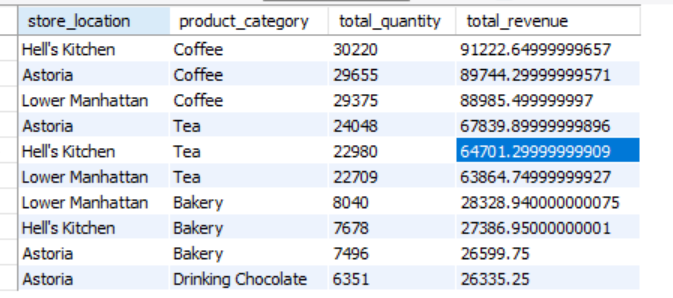 store_location product_category total_quantity total_revenue
Hell's Kitchen Coffee 30220 91222.64999999657
Astoria Coffee 29655 89744.29999999571
Lower Manhattan Coffee 29375 88985.499999997
Astoria Tea 24048 67839.89999999896
Hell's Kitchen Tea 22980 64701.29999999909
Lower Manhattan Tea 22709 63864.74999999927
Lower Manhattan Bakery 8040 28328.940000000075
Hell's Kitchen Bakery 7678 27386.95000000001
Astoria Bakery 7496 26599.75
Astoria Drinking Chocolate 6351 26335.25